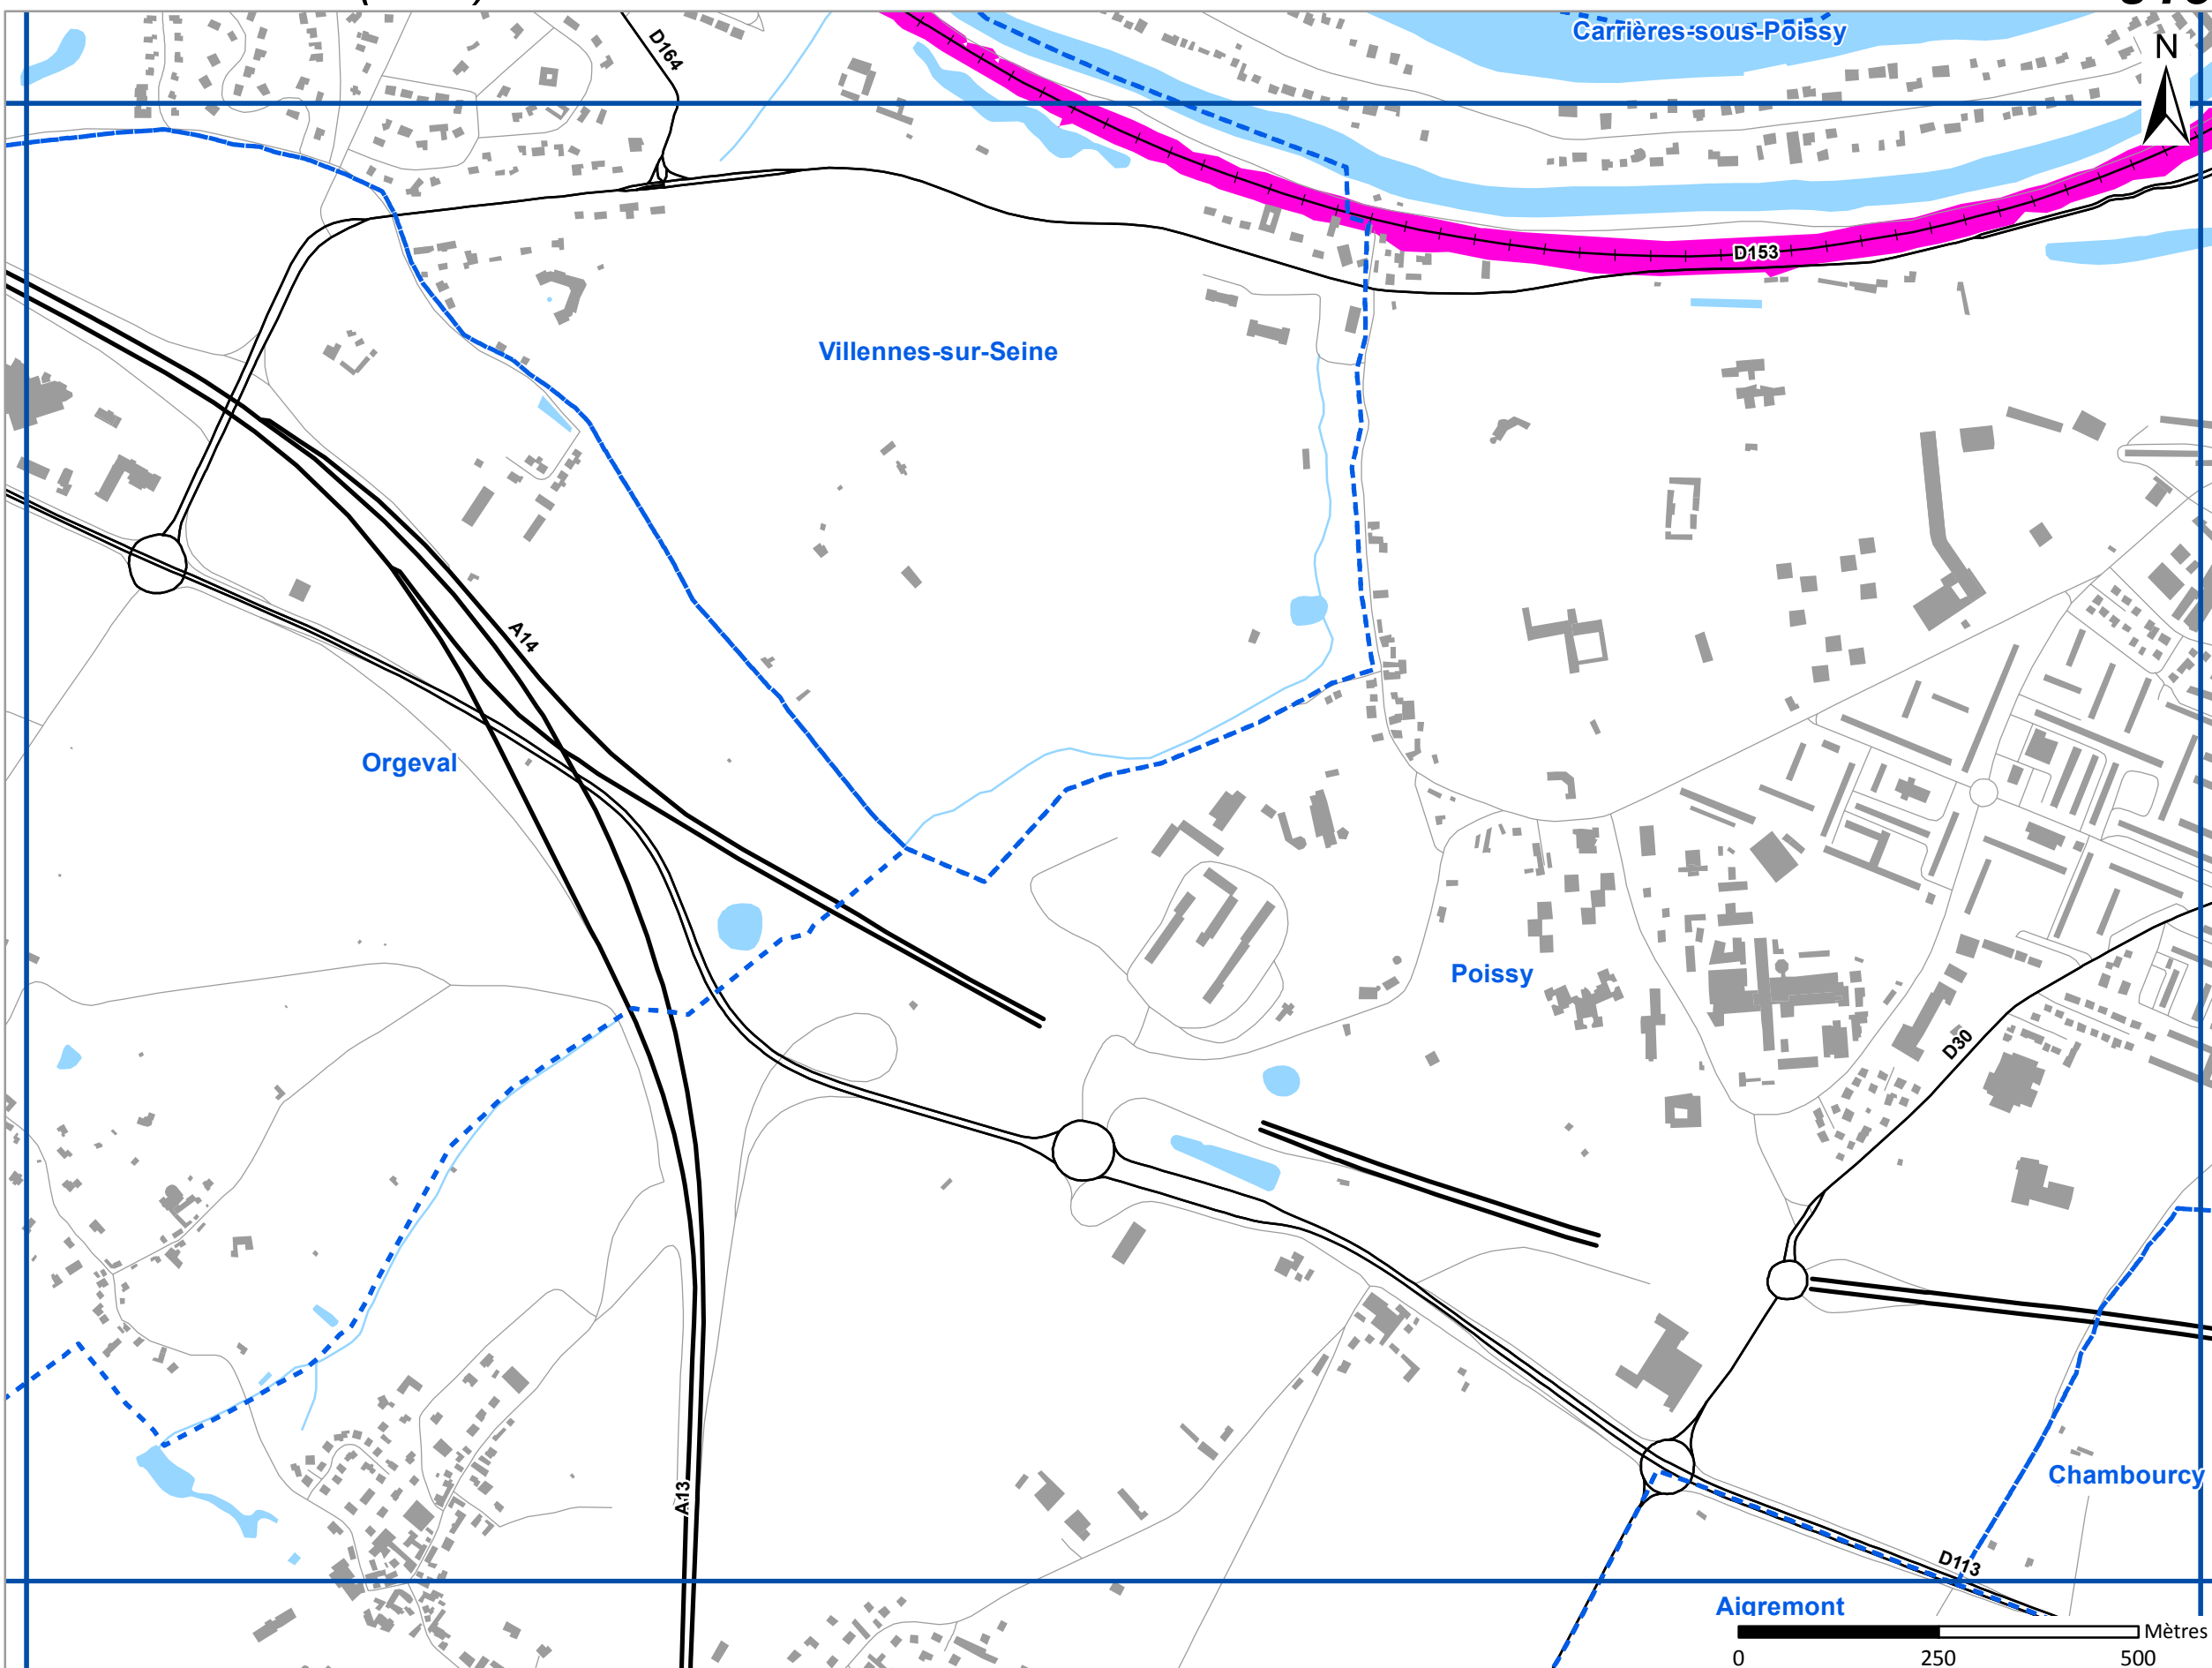 Carrières-sous-Poissy
N
D164
D153
Villennes-sur-Seine
A14
Orgeval
Poissy
D30
A13
Chambourcy
D113
Aigremont
Mètres
0 250 500